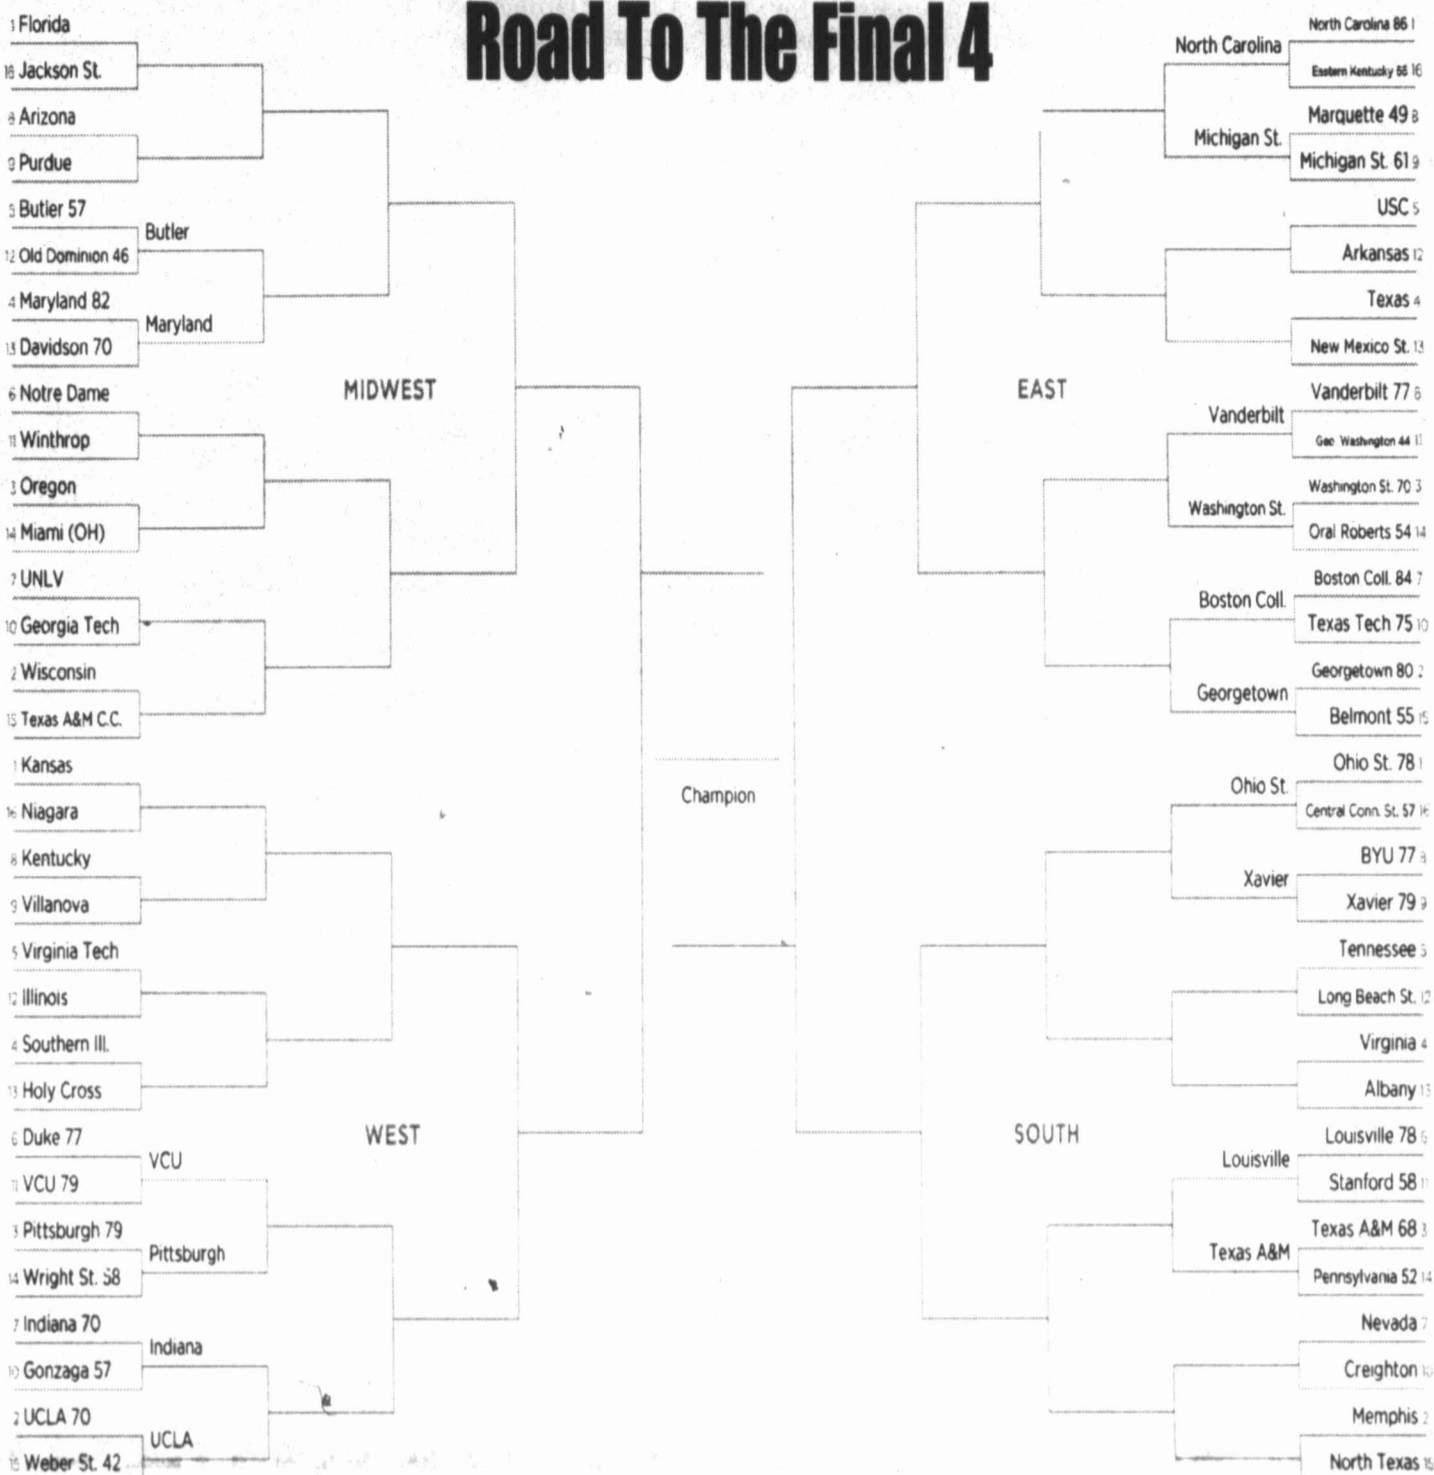 Road To The Final 4
1 Florida
16 Jackson St.
8 Arizona
9 Purdue
5 Butler 57
Butler
12 Old Dominion 46
4 Maryland 82
Maryland
13 Davidson 70
6 Notre Dame
11 Winthrop
3 Oregon
14 Miami (OH)
7 UNLV
10 Georgia Tech
2 Wisconsin
15 Texas A&M C.C.
MIDWEST
1 Kansas
16 Niagara
8 Kentucky
9 Villanova
5 Virginia Tech
12 Illinois
4 Southern Ill.
13 Holy Cross
6 Duke 77
VCU
11 VCU 79
3 Pittsburgh 79
Pittsburgh
14 Wright St. 58
7 Indiana 70
Indiana
10 Gonzaga 57
2 UCLA 70
UCLA
15 Weber St. 42
WEST
Champion
North Carolina 86 1
North Carolina
Eastern Kentucky 16
Marquette 49 8
Michigan St.
Michigan St. 61 9
USC 5
Arkansas 12
Texas 4
New Mexico St. 13
EAST
Vanderbilt 77 6
Vanderbilt
Geo Washington 44 11
Washington St. 70 3
Washington St.
Oral Roberts 54 14
Boston Coll. 84 7
Boston Coll.
Texas Tech 75 10
Georgetown 80 2
Georgetown
Belmont 55 15
Ohio St. 78 1
Ohio St.
Central Conn. St. 57 16
BYU 77 8
Xavier
Xavier 79 9
Tennessee 5
Long Beach St. 12
Virginia 4
Albany 13
SOUTH
Louisville 78 6
Louisville
Stanford 58 11
Texas A&M 68 3
Texas A&M
Pennsylvania 52 14
Nevada 7
Creighton 10
Memphis 2
North Texas 15